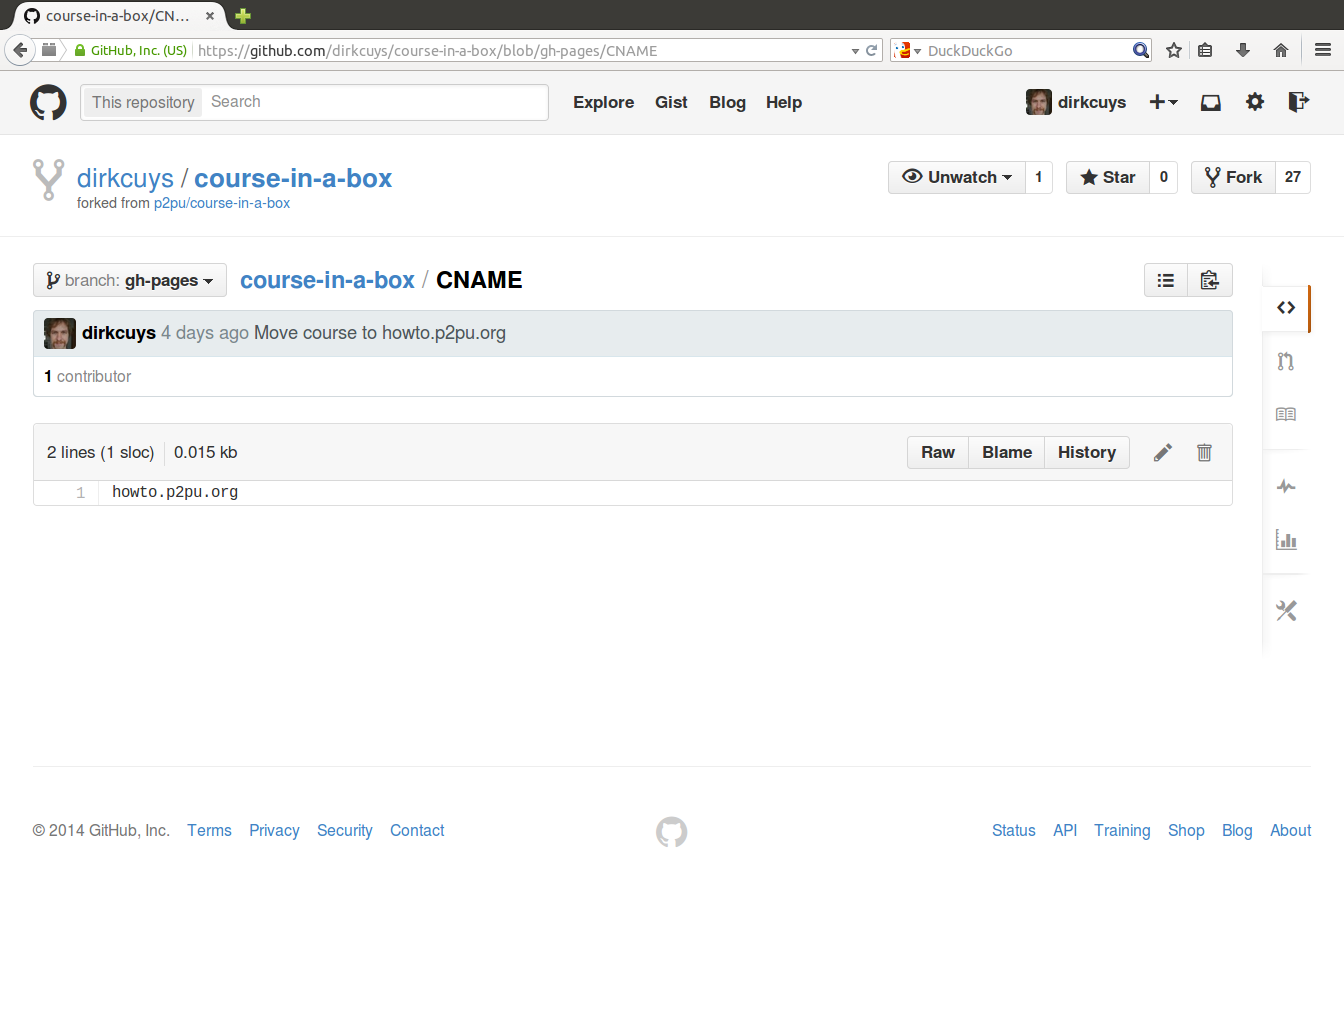 course-in-a-box/CN...
GitHub, Inc. (US) https://github.com/dirkcuys/course-in-a-box/blob/gh-pages/CNAME DuckDuckGo
This repository Search Explore Gist Blog Help dirkcuys
dirkcuys / course-in-a-box Unwatch 1 Star 0 Fork 27
forked from p2pu/course-in-a-box
branch: gh-pages course-in-a-box / CNAME
dirkcuys 4 days ago Move course to howto.p2pu.org
1 contributor
2 lines (1 sloc) 0.015 kb Raw Blame History
1 howto.p2pu.org
© 2014 GitHub, Inc. Terms Privacy Security Contact Status API Training Shop Blog About